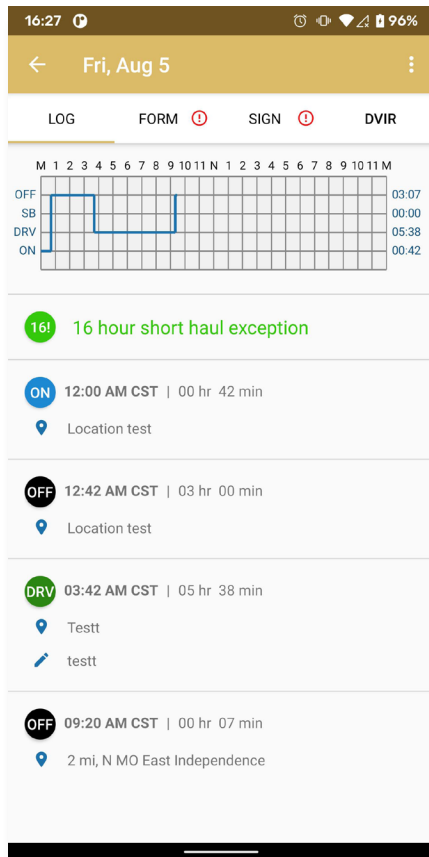 16:27 96%
Fri, Aug 5
LOG FORM SIGN DVIR
M 1 2 3 4 5 6 7 8 9 10 11 N 1 2 3 4 5 6 7 8 9 10 11 M
OFF 03:07
SB 00:00
DRV 05:38
ON 00:42
16! 16 hour short haul exception
ON 12:00 AM CST | 00 hr 42 min
Location test
OFF 12:42 AM CST | 03 hr 00 min
Location test
DRV 03:42 AM CST | 05 hr 38 min
Testt
testt
OFF 09:20 AM CST | 00 hr 07 min
2 mi, N MO East Independence